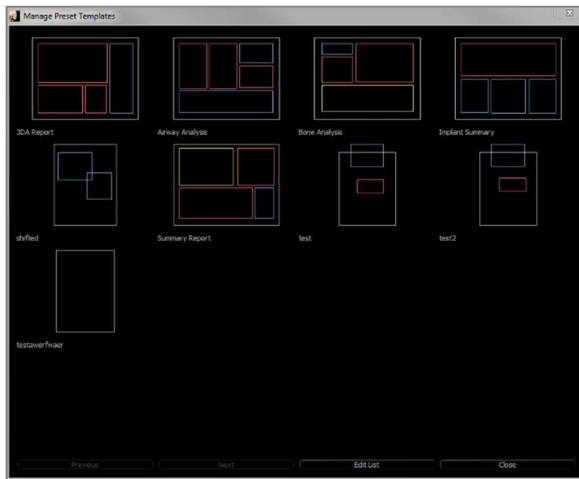 Manage Preset Templates
3DA Report
Airway Analysis
Bone Analysis
Implant Summary
shifted
Summary Report
test
test2
testawerfwaer
Previous
Next
Edit List
Close